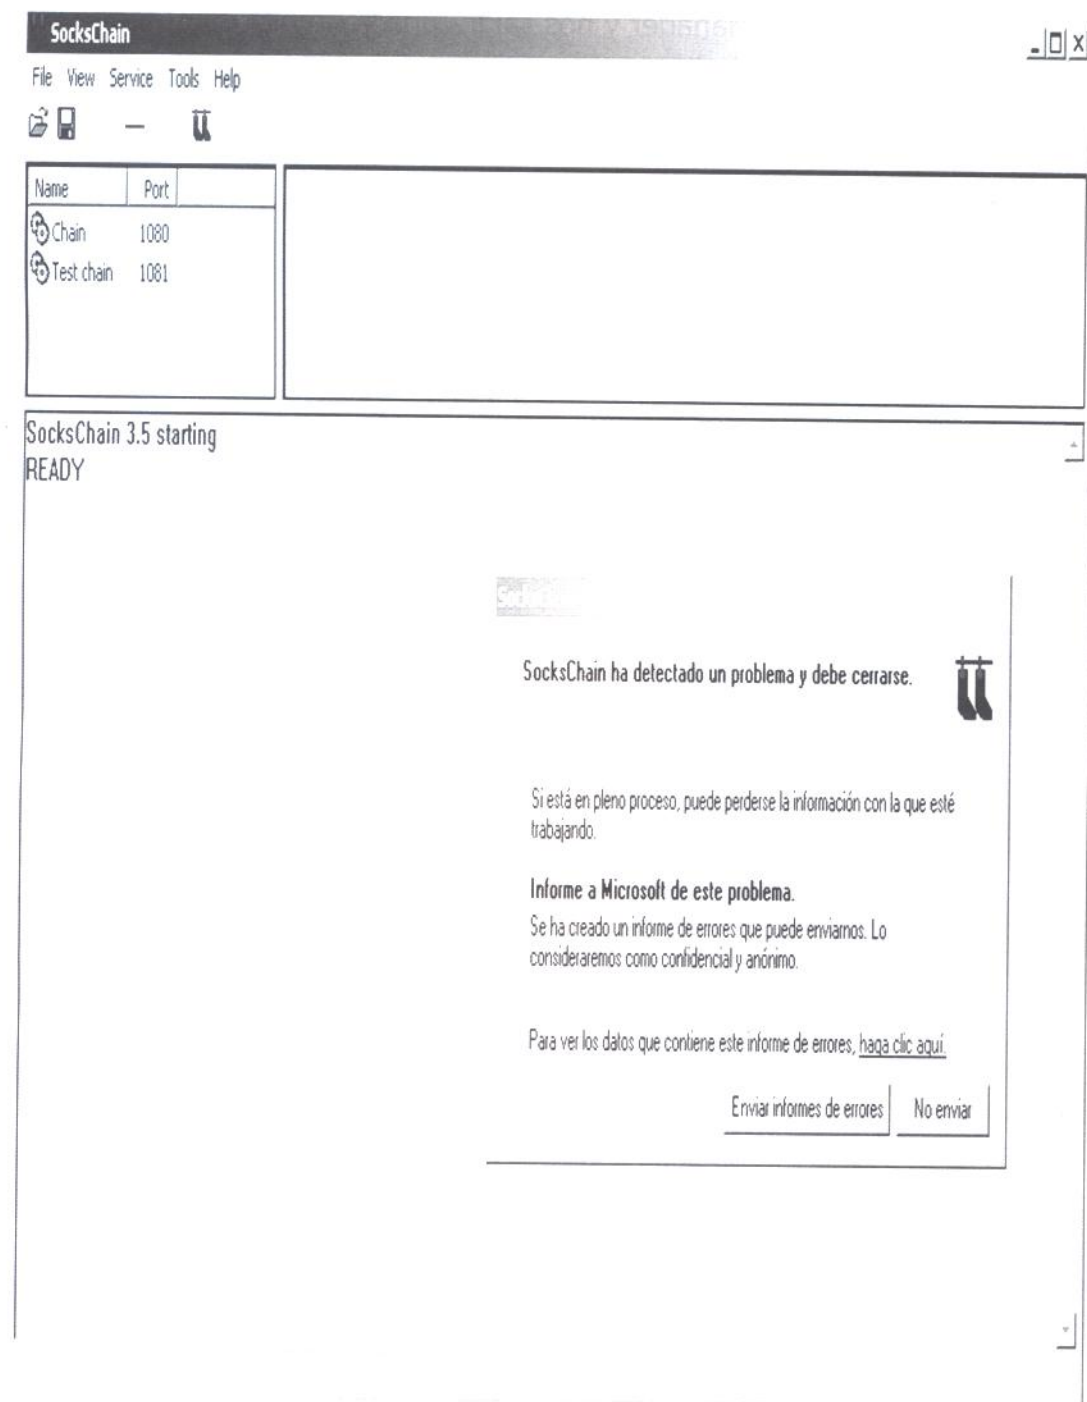 SocksChain
File View Service Tools Help
Name Port
Chain 1080
Test chain 1081
SocksChain 3.5 starting
READY
SocksChain ha detectado un problema y debe cerrarse.
Si está en pleno proceso, puede perderse la información con la que esté
trabajando.
Informe a Microsoft de este problema.
Se ha creado un informe de errores que puede enviarnos. Lo
consideraremos como confidencial y anónimo.
Para ver los datos que contiene este informe de errores, haga clic aquí.
Enviar informes de errores No enviar